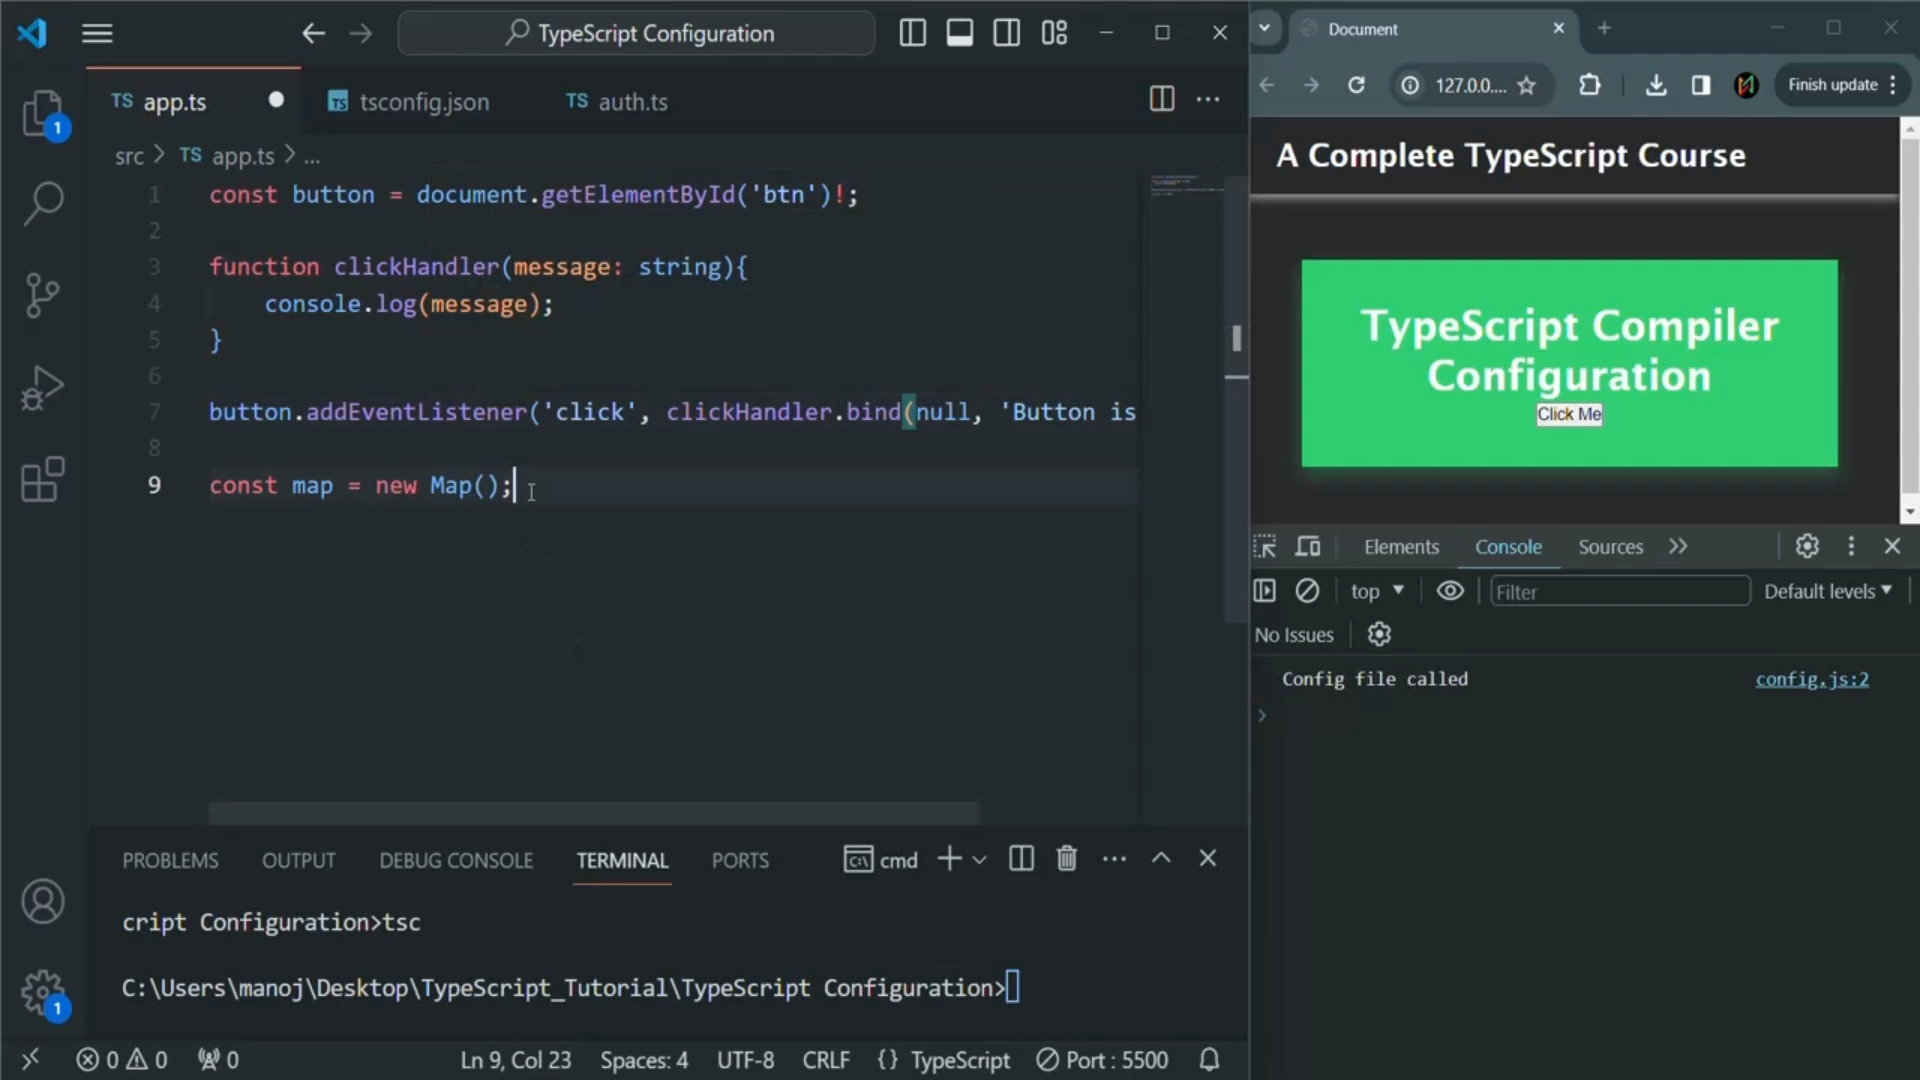 TypeScript Configuration
TS app.ts
TS tsconfig.json
TS auth.ts
src > TS app.ts > ...
1 const button = document.getElementById('btn')!;
2
3 function clickHandler(message: string){
4 console.log(message);
5 }
6
7 button.addEventListener('click', clickHandler.bind(null, 'Button is
8
9 const map = new Map();
1
PROBLEMS OUTPUT DEBUG CONSOLE TERMINAL PORTS
cmd
cript Configuration>tsc
C:\Users\manoj\Desktop\TypeScript_Tutorial\TypeScript Configuration>
1
0 0 0 Ln 9, Col 23 Spaces: 4 UTF-8 CRLF {} TypeScript Port : 5500
Document
127.0.0.... Finish update
A Complete TypeScript Course
TypeScript Compiler
Configuration
Click Me
Elements Console Sources
top Filter Default levels
No Issues
Config file called config.js:2